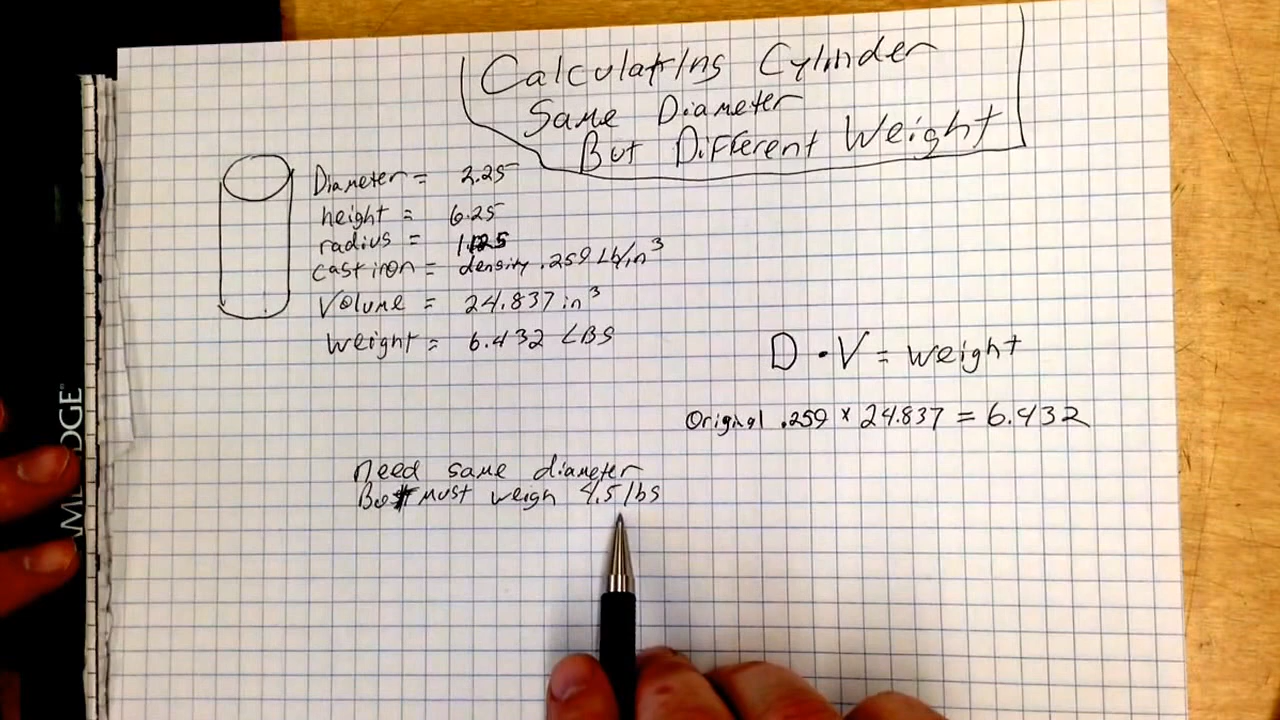 Calculating Cylinder
Same Diameter
But Different Weight
Diameter = 2.25
height = 6.25
radius = 1.125
cast iron = density .259 Lb/in³
Volume = 24.837 in³
weight = 6.432 LBS
D · V = weight
Original .259 x 24.837 = 6.432
need same diameter
But must weigh 4.5 lbs